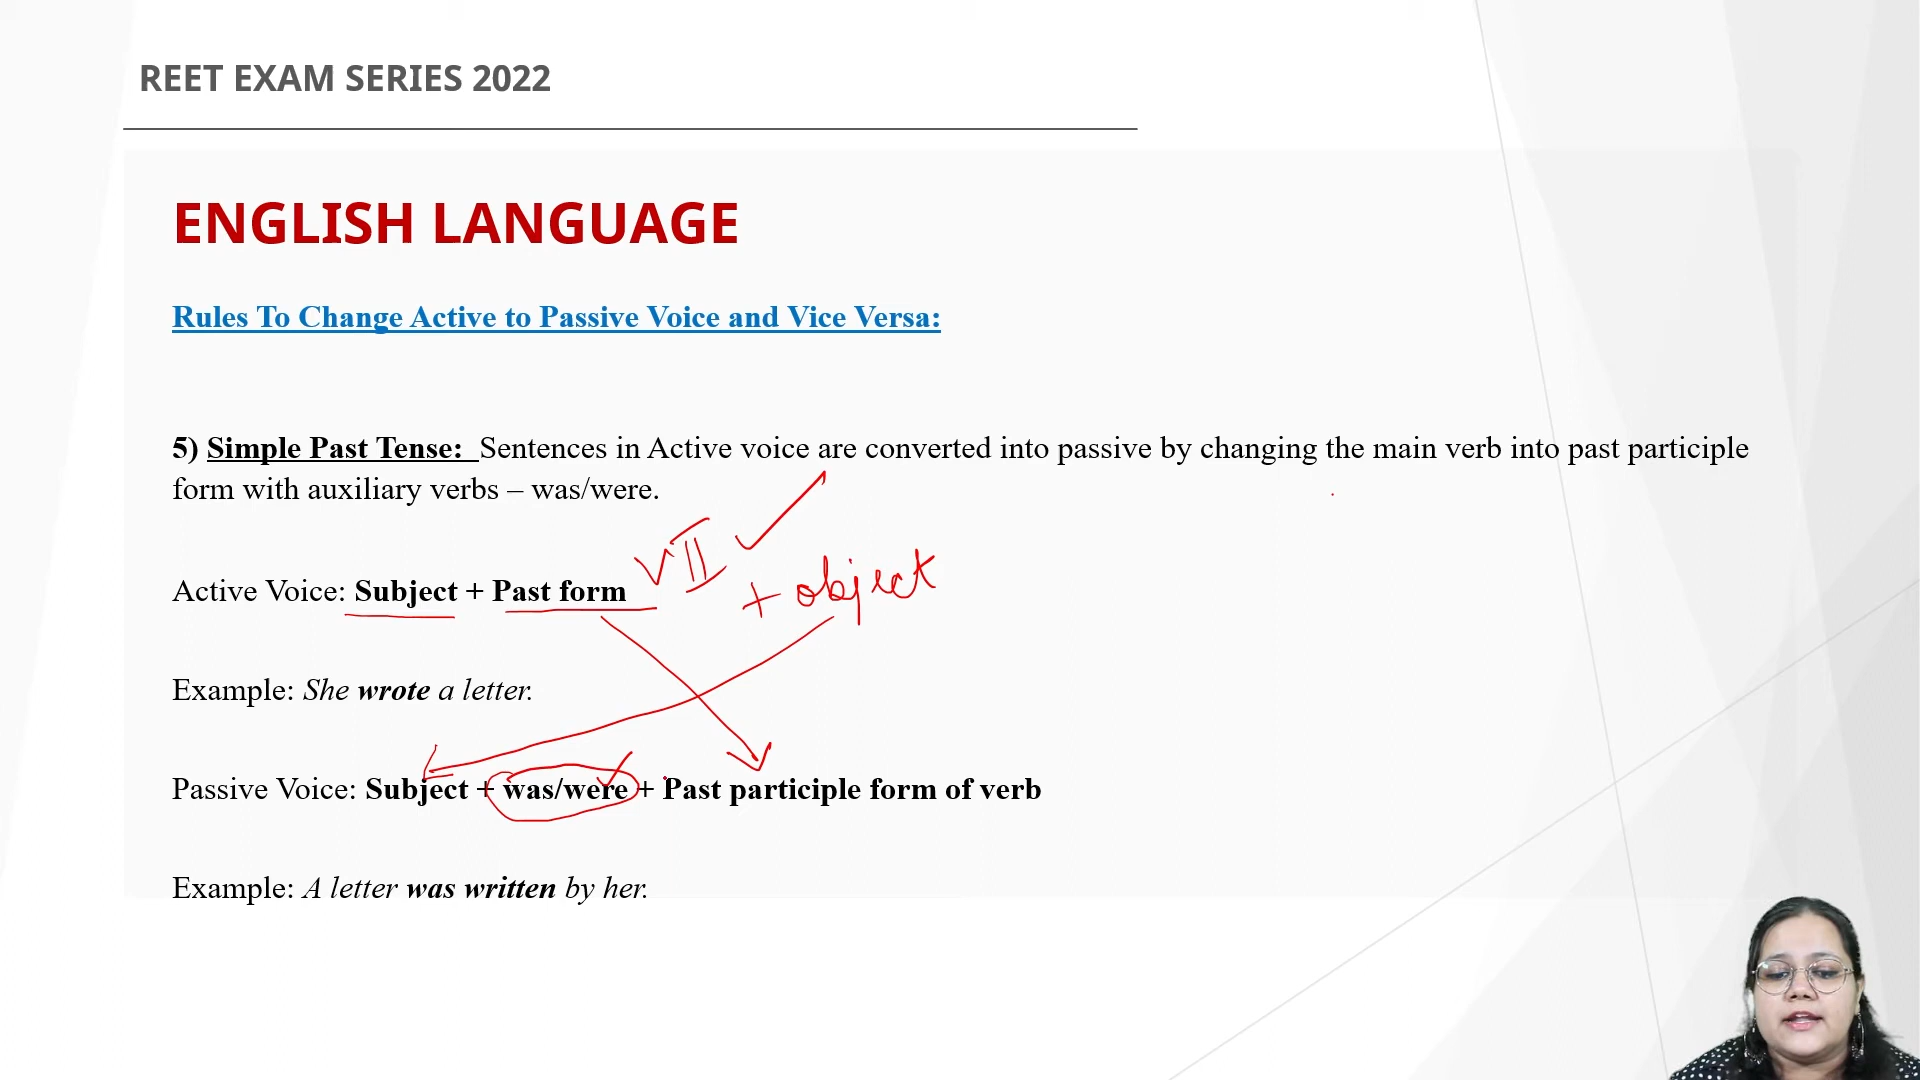 REET EXAM SERIES 2022
ENGLISH LANGUAGE
Rules To Change Active to Passive Voice and Vice Versa:
5) Simple Past Tense: Sentences in Active voice are converted into passive by changing the main verb into past participle
form with auxiliary verbs – was/were.
Active Voice: Subject + Past form VII + object
Example: She wrote a letter.
Passive Voice: Subject + was/were + Past participle form of verb
Example: A letter was written by her.